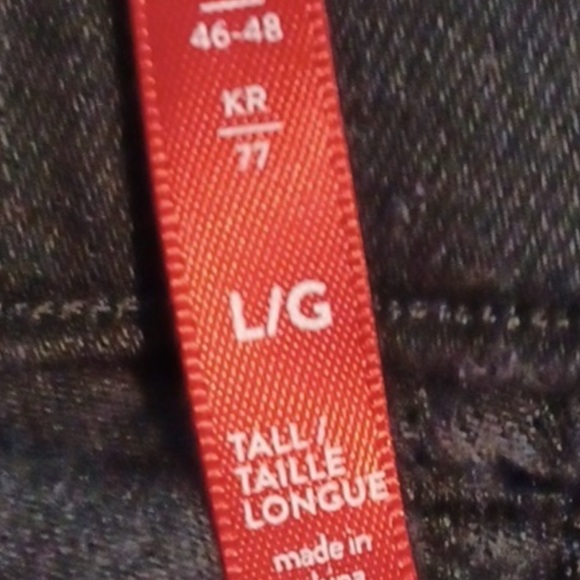 46-48
KR
77
L/G
TALL /
TAILLE
LONGUE
made in